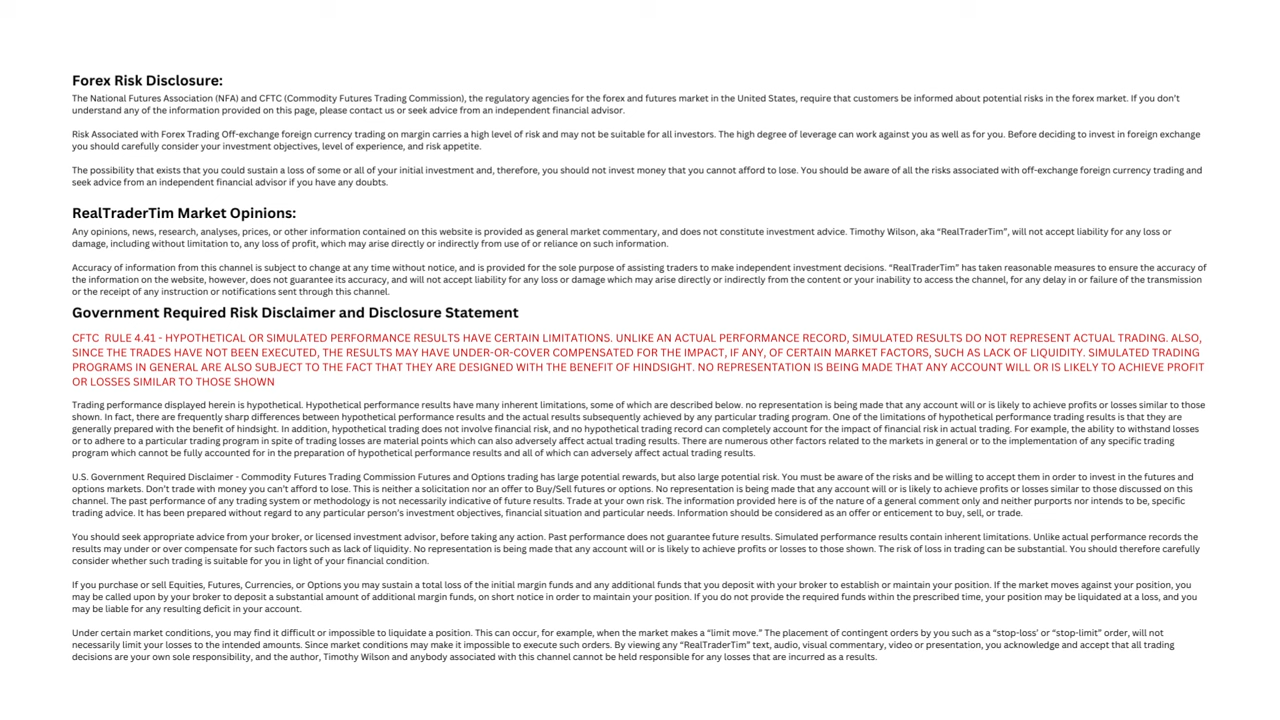 Forex Risk Disclosure:
The National Futures Association (NFA) and CFTC (Commodity Futures Trading Commission), the regulatory agencies for the forex and futures market in the United States, require that customers be informed about potential risks in the forex market. If you don't
understand any of the information provided on this page, please contact us or seek advice from an independent financial advisor.
Risk Associated with Forex Trading Off-exchange foreign currency trading on margin carries a high level of risk and may not be suitable for all investors. The high degree of leverage can work against you as well as for you. Before deciding to invest in foreign exchange
you should carefully consider your investment objectives, level of experience, and risk appetite.
The possibility that exists that you could sustain a loss of some or all of your initial investment and, therefore, you should not invest money that you cannot afford to lose. You should be aware of all the risks associated with off-exchange foreign currency trading and
seek advice from an independent financial advisor if you have any doubts.
RealTraderTim Market Opinions:
Any opinions, news, research, analyses, prices, or other information contained on this website is provided as general market commentary, and does not constitute investment advice. Timothy Wilson, aka "RealTraderTim", will not accept liability for any loss or
damage, including without limitation to, any loss of profit, which may arise directly or indirectly from use of or reliance on such information.
Accuracy of information from this channel is subject to change at any time without notice, and is provided for the sole purpose of assisting traders to make independent investment decisions. "RealTraderTim" has taken reasonable measures to ensure the accuracy of
the information on the website, however, does not guarantee its accuracy, and will not accept liability for any loss or damage which may arise directly or indirectly from the content or your inability to access the channel, for any delay in or failure of the transmission
or the receipt of any instruction or notifications sent through this channel.
Government Required Risk Disclaimer and Disclosure Statement
CFTC RULE 4.41 - HYPOTHETICAL OR SIMULATED PERFORMANCE RESULTS HAVE CERTAIN LIMITATIONS. UNLIKE AN ACTUAL PERFORMANCE RECORD, SIMULATED RESULTS DO NOT REPRESENT ACTUAL TRADING. ALSO,
SINCE THE TRADES HAVE NOT BEEN EXECUTED, THE RESULTS MAY HAVE UNDER-OR-COVER COMPENSATED FOR THE IMPACT, IF ANY, OF CERTAIN MARKET FACTORS, SUCH AS LACK OF LIQUIDITY. SIMULATED TRADING
PROGRAMS IN GENERAL ARE ALSO SUBJECT TO THE FACT THAT THEY ARE DESIGNED WITH THE BENEFIT OF HINDSIGHT. NO REPRESENTATION IS BEING MADE THAT ANY ACCOUNT WILL OR IS LIKELY TO ACHIEVE PROFIT
OR LOSSES SIMILAR TO THOSE SHOWN
Trading performance displayed herein is hypothetical. Hypothetical performance results have many inherent limitations, some of which are described below. no representation is being made that any account will or is likely to achieve profits or losses similar to those
shown. In fact, there are frequently sharp differences between hypothetical performance results and the actual results subsequently achieved by any particular trading program. One of the limitations of hypothetical performance trading results is that they are
generally prepared with the benefit of hindsight. In addition, hypothetical trading does not involve financial risk, and no hypothetical trading record can completely account for the impact of financial risk in actual trading. For example, the ability to withstand losses
or to adhere to a particular trading program in spite of trading losses are material points which can also adversely affect actual trading results. There are numerous other factors related to the markets in general or to the implementation of any specific trading
program which cannot be fully accounted for in the preparation of hypothetical performance results and all of which can adversely affect actual trading results.
U.S. Government Required Disclaimer - Commodity Futures Trading Commission Futures and Options trading has large potential rewards, but also large potential risk. You must be aware of the risks and be willing to accept them in order to invest in the futures and
options markets. Don't trade with money you can't afford to lose. This is neither a solicitation nor an offer to Buy/Sell futures or options. No representation is being made that any account will or is likely to achieve profits or losses similar to those discussed on this
channel. The past performance of any trading system or methodology is not necessarily indicative of future results. Trade at your own risk. The information provided here is of the nature of a general comment only and neither purports nor intends to be, specific
trading advice. It has been prepared without regard to any particular person's investment objectives, financial situation and particular needs. Information should be considered as an offer or enticement to buy, sell, or trade.
You should seek appropriate advice from your broker, or licensed investment advisor, before taking any action. Past performance does not guarantee future results. Simulated performance results contain inherent limitations. Unlike actual performance records the
results may under or over compensate for such factors such as lack of liquidity. No representation is being made that any account will or is likely to achieve profits or losses to those shown. The risk of loss in trading can be substantial. You should therefore carefully
consider whether such trading is suitable for you in light of your financial condition.
If you purchase or sell Equities, Futures, Currencies, or Options you may sustain a total loss of the initial margin funds and any additional funds that you deposit with your broker to establish or maintain your position. If the market moves against your position, you
may be called upon by your broker to deposit a substantial amount of additional margin funds, on short notice in order to maintain your position. If you do not provide the required funds within the prescribed time, your position may be liquidated at a loss, and you
may be liable for any resulting deficit in your account.
Under certain market conditions, you may find it difficult or impossible to liquidate a position. This can occur, for example, when the market makes a "limit move." The placement of contingent orders by you such as a "stop-loss' or "stop-limit" order, will not
necessarily limit your losses to the intended amounts. Since market conditions may make it impossible to execute such orders. By viewing any "RealTraderTim" text, audio, visual commentary, video or presentation, you acknowledge and accept that all trading
decisions are your own sole responsibility, and the author, Timothy Wilson and anybody associated with this channel cannot be held responsible for any losses that are incurred as a results.